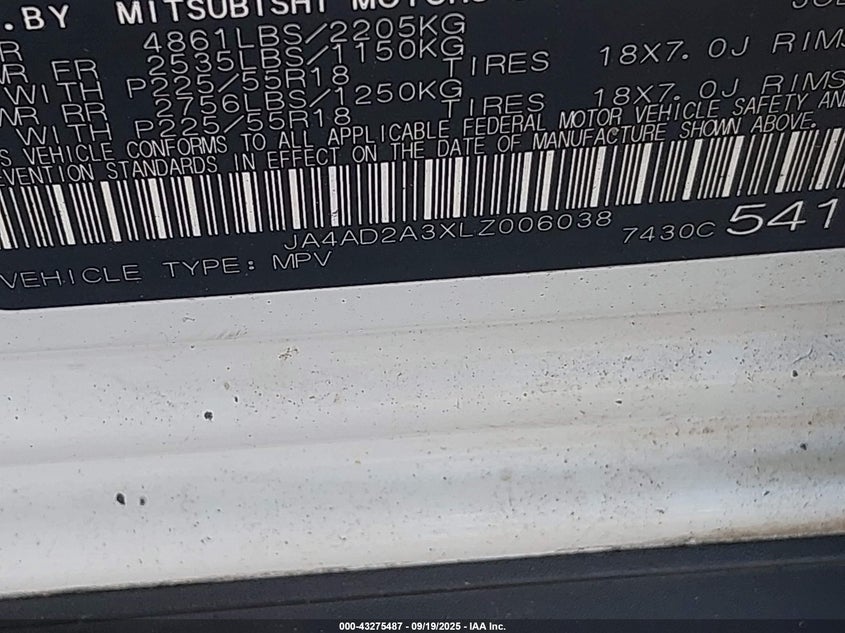 .BY MITSUBISHI MOTORS
4861LBS/2205KG
WR FR 2535LBS/1150KG
WITH P225/55R18 TIRES 18X7.0J RIMS
WR RR 2756LBS/1250KG
WITH P225/55R18 TIRES 18X7.0J RIMS
S VEHICLE CONFORMS TO ALL APPLICABLE FEDERAL MOTOR VEHICLE SAFETY AN
EVENTION STANDARDS IN EFFECT ON THE DATE OF MANUFACTURE SHOWN ABOVE.
JA4AD2A3XLZ006038 7430C 541
VEHICLE TYPE: MPV
000-43275487 - 09/19/2025 - IAA Inc.